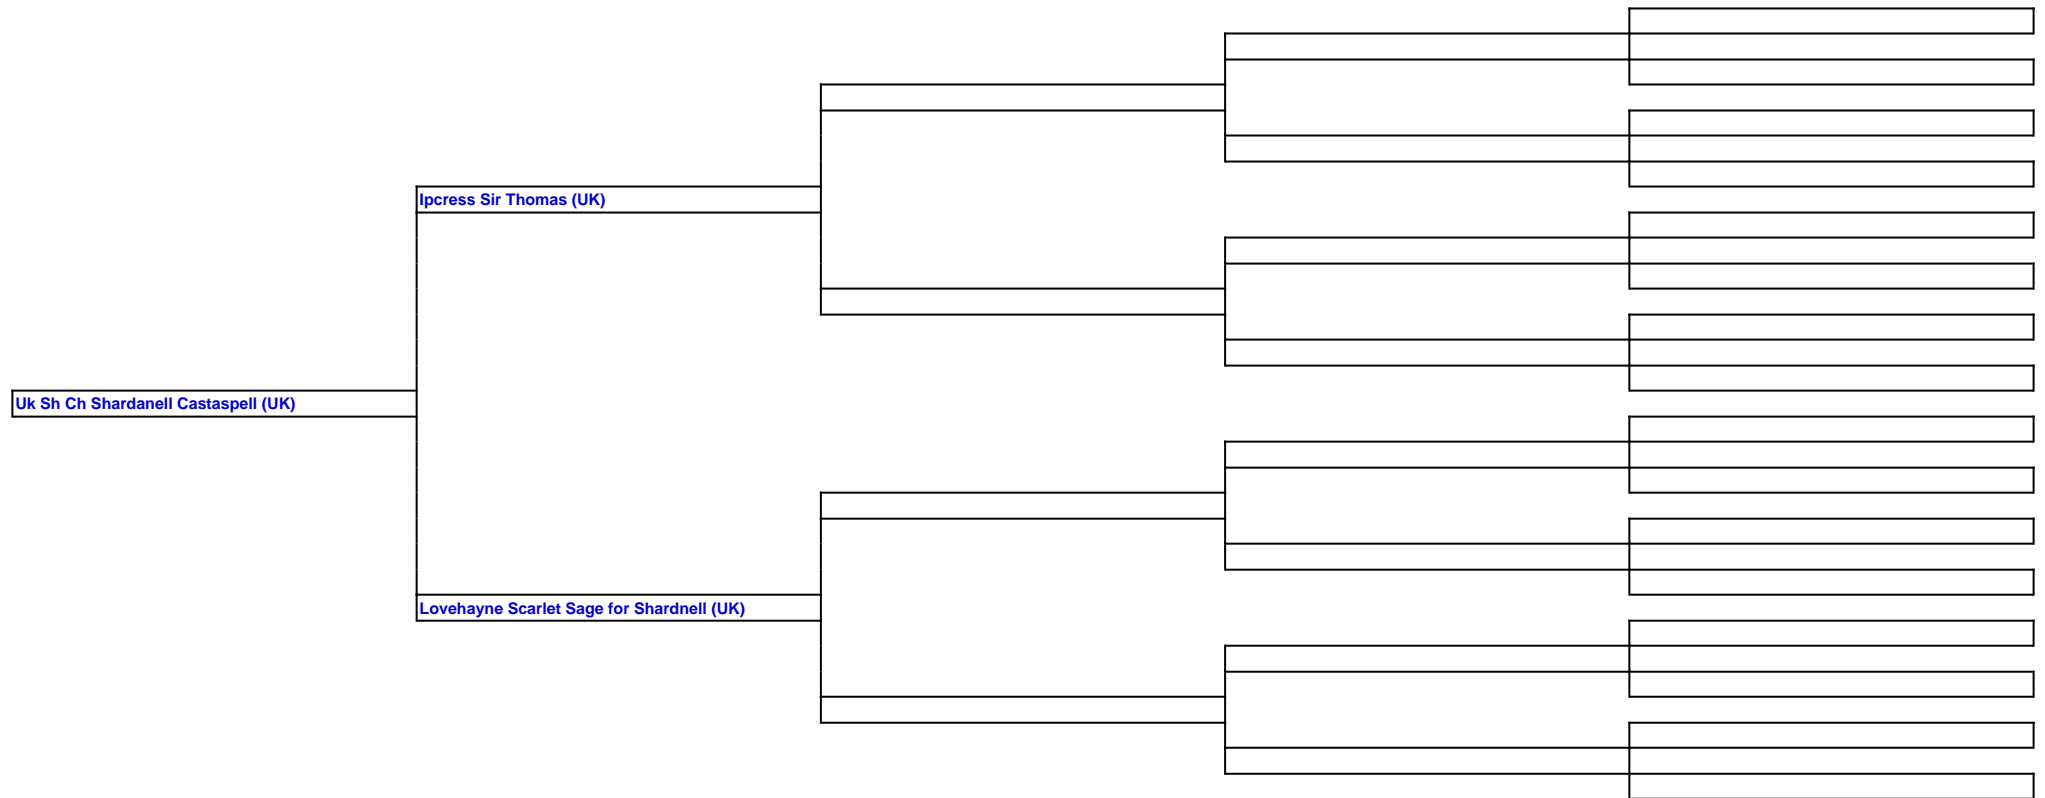 Ipcress Sir Thomas (UK)
Uk Sh Ch Shardanell Castaspell (UK)
Lovehayne Scarlet Sage for Shardnell (UK)